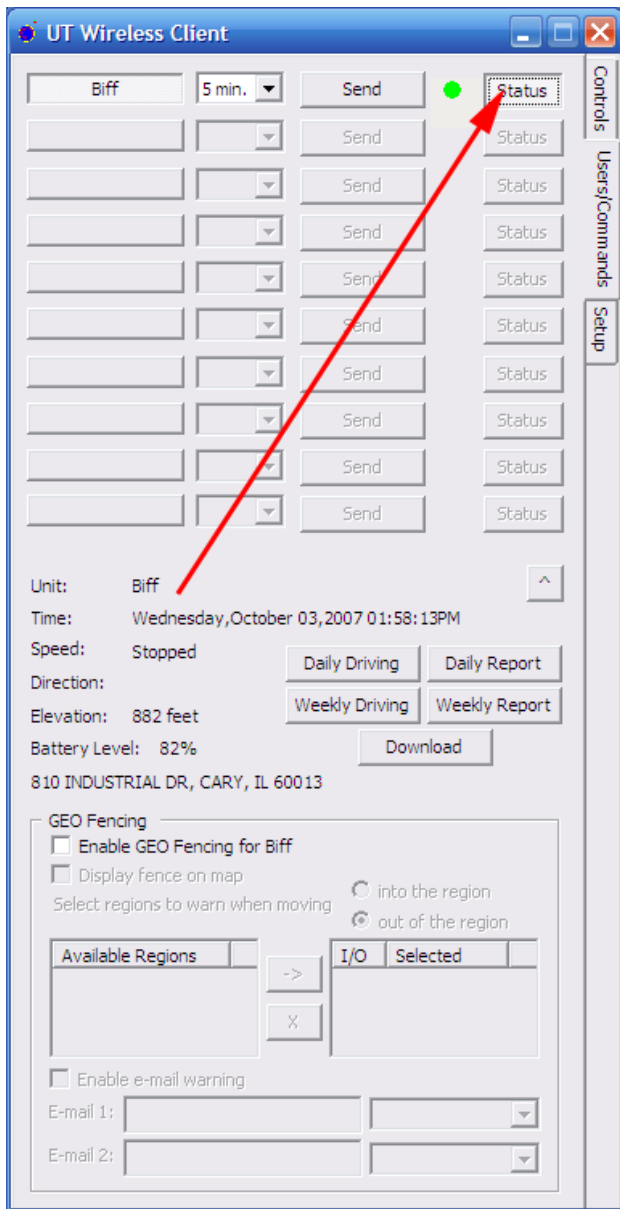 UT Wireless Client
Biff 5 min. Send Status
Send Status
Send Status
Send Status
Send Status
Send Status
Send Status
Send Status
Send Status
Send Status
Controls
Users/Commands
Setup
Unit: Biff ^
Time: Wednesday,October 03,2007 01:58:13PM
Speed: Stopped
Daily Driving Daily Report
Direction:
Weekly Driving Weekly Report
Elevation: 882 feet
Battery Level: 82% Download
810 INDUSTRIAL DR, CARY, IL 60013
GEO Fencing
Enable GEO Fencing for Biff
Display fence on map
into the region
Select regions to warn when moving
out of the region
Available Regions I/O Selected
->
X
Enable e-mail warning
E-mail 1:
E-mail 2: